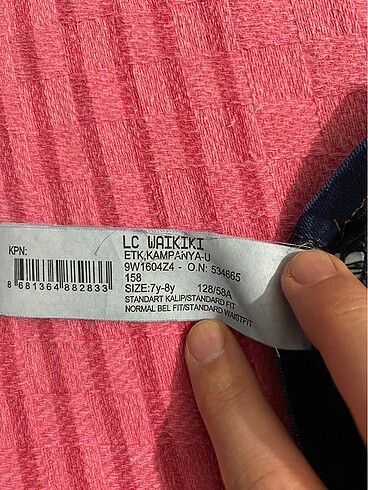 KPN:
8 681364 882833
LC WAIKIKI
ETK,KAMPANYA-U
9W1604Z4 - O.N: 534665
158
SIZE:7y-8y 128/58A
STANDART KALIP/STANDARD FIT
NORMAL BEL FIT/STANDARD WAISTFIT